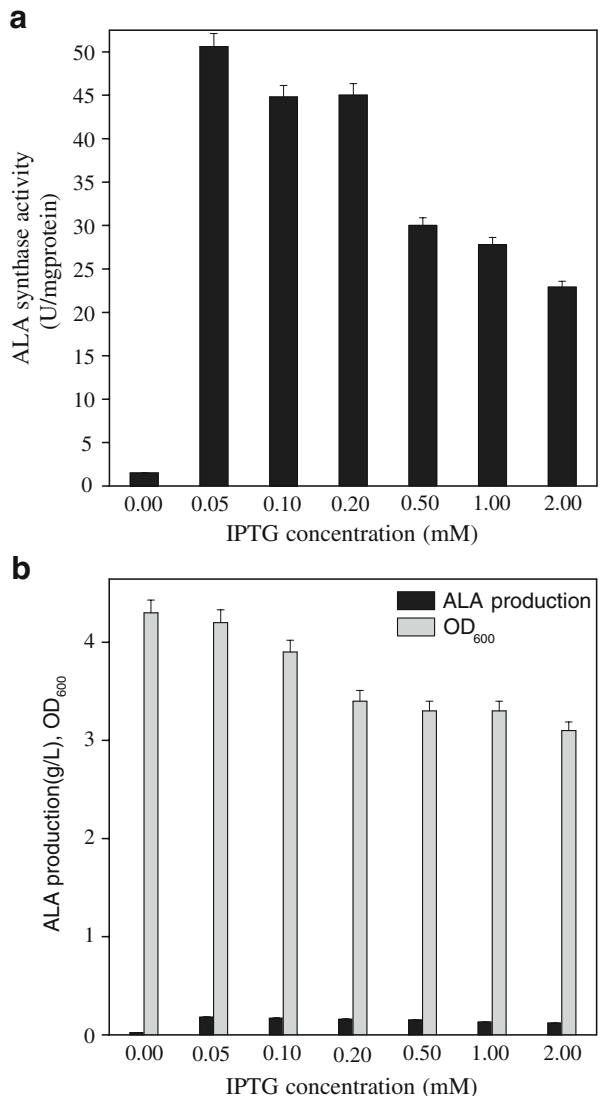 a
ALA synthase activity
(U/mgprotein)
50
45
40
35
30
25
20
15
10
5
0
0.00 0.05 0.10 0.20 0.50 1.00 2.00
IPTG concentration (mM)
b
ALA production
OD600
ALA production(g/L), OD600
4
3
2
1
0
0.00 0.05 0.10 0.20 0.50 1.00 2.00
IPTG concentration (mM)